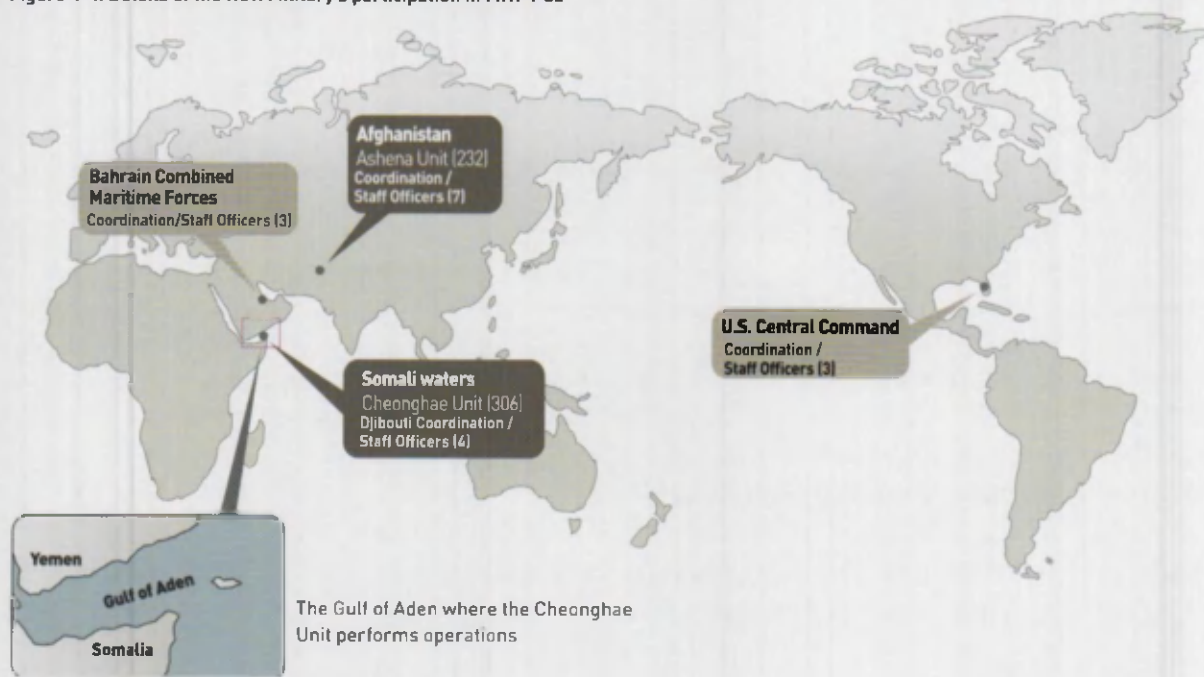 Afghanistan
Ashena Unit (232)
Coordination /
Staff Officers (7)
Bahrain Combined
Maritime Forces
Coordination/Staff Officers (3)
U.S. Central Command
Coordination /
Staff Officers (3)
Somali waters
Cheonghae Unit (306)
Djibouti Coordination /
Staff Officers (4)
Yemen
Gulf of Aden
Somalia
The Gulf of Aden where the Cheonghae
Unit performs operations